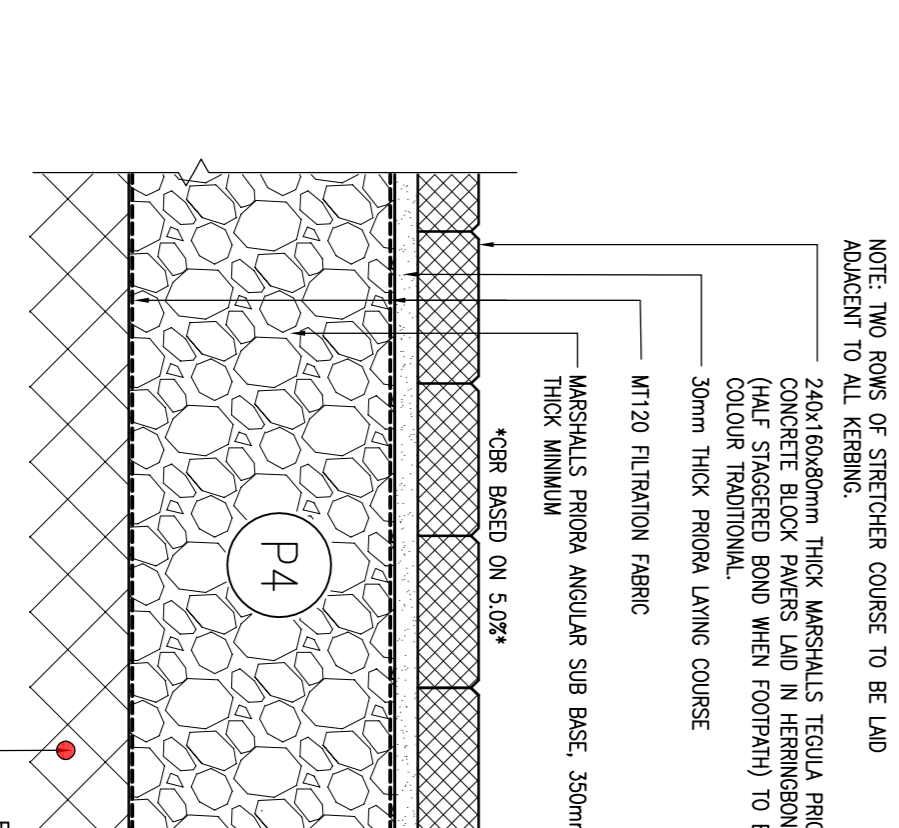 NOTE: TWO ROWS OF STRETCHER COURSE TO BE LAID
ADJACENT TO ALL KERBING.
240x160x80mm THICK MARSHALLS TEGULA
CONCRETE BLOCK PAVERS LAID IN
(HALF STAGGERED BOND WHEN FOOTPATH) TO
COLOUR TRADITIONAL.
30mm THICK PRIORA LAYING COURSE
MT120 FILTRATION FABRIC
MARSHALLS PRIORA ANGULAR SUB BASE, 350mm
THICK MINIMUM
*CBR BASED ON 5.0%*
P4